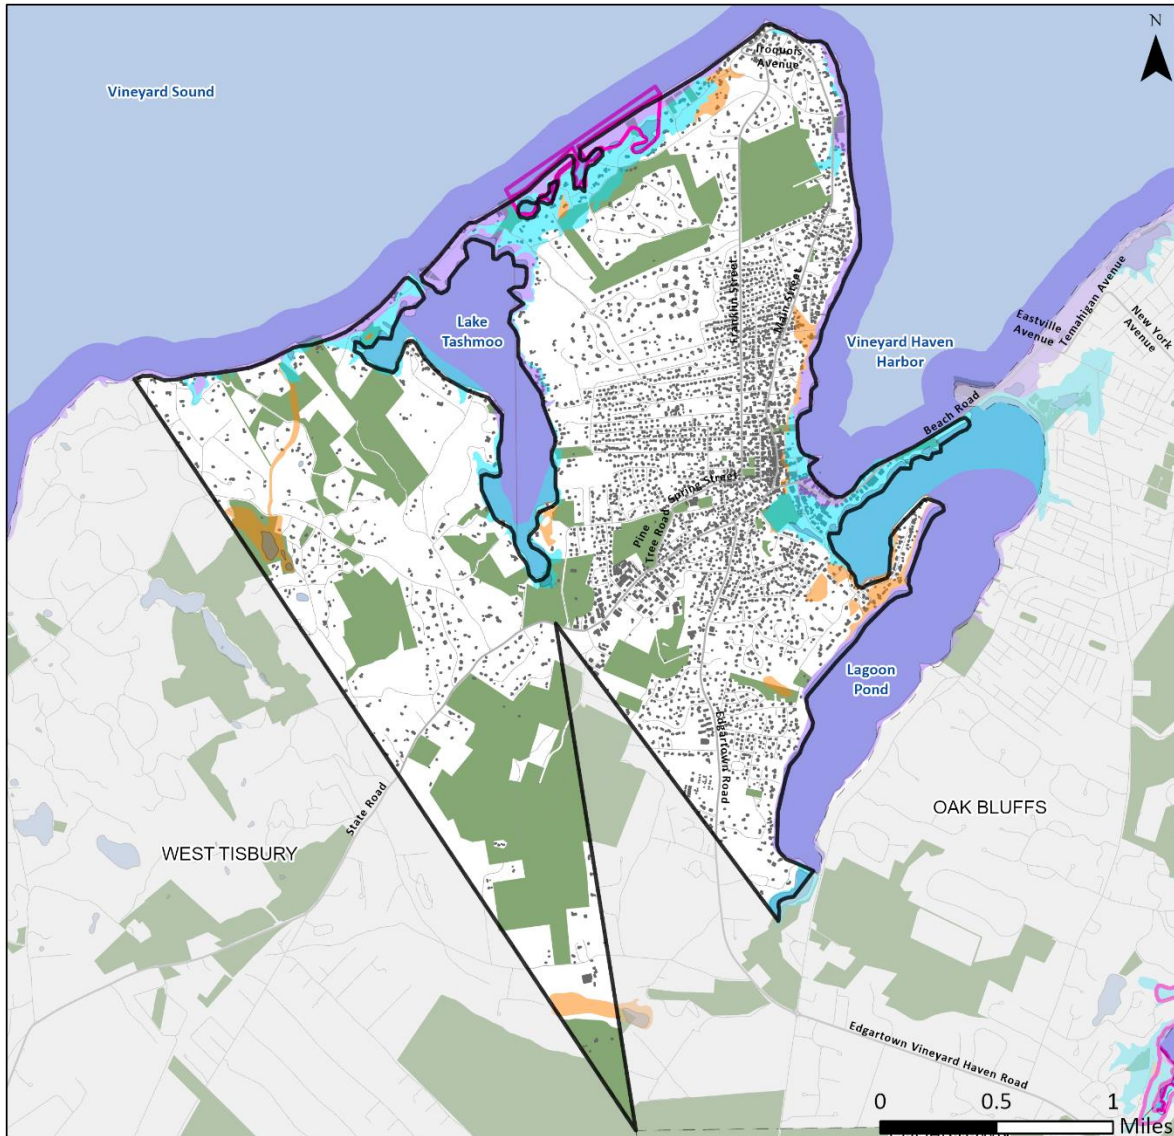 N
Iroquois
Avenue
Vineyard Sound
Franklin Street
Main Street
Lake
Tashmoo
Vineyard Haven
Harbor
Eastville
Avenue
Temahigan Avenue
New York
Avenue
Beach Road
Spring Street
Pine
Tree Road
Lagoon
Pond
Edgartown Road
State Road
WEST TISBURY
OAK BLUFFS
Edgartown Vineyard Haven Road
0 0.5 1
Miles